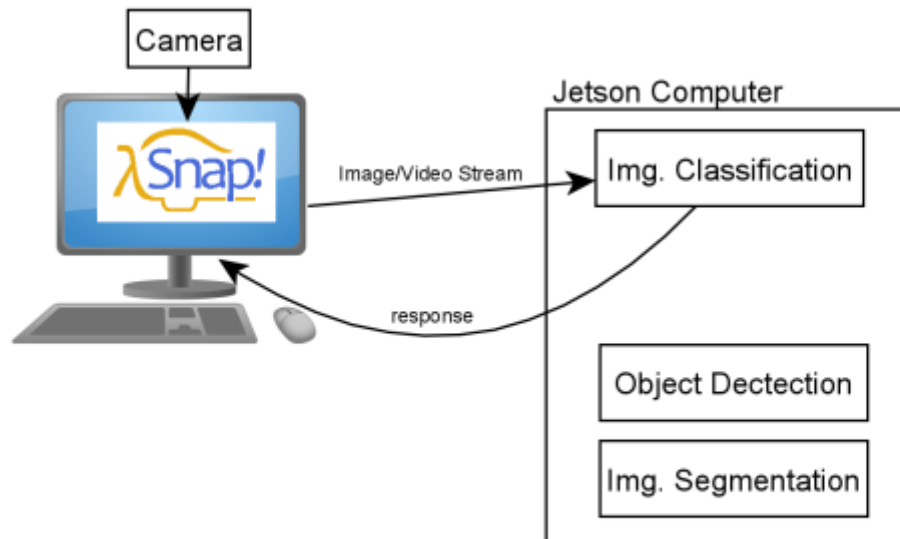 Camera
Jetson Computer
λSnap!
Image/Video Stream
Img. Classification
response
Object Dectection
Img. Segmentation